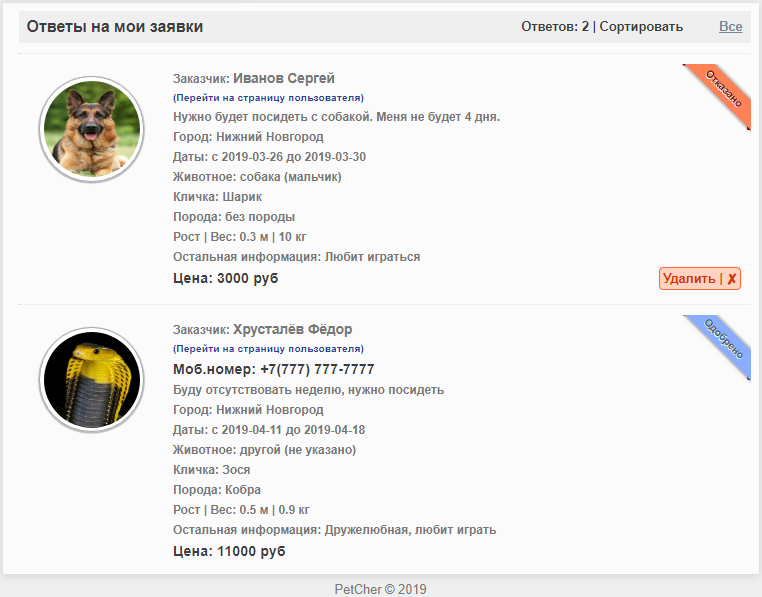 Ответы на мои заявки
Ответов: 2 | Сортировать
Все
Заказчик: Иванов Сергей
(Перейти на страницу пользователя)
Нужно будет посидеть с собакой. Меня не будет 4 дня.
Город: Нижний Новгород
Даты: с 2019-03-26 до 2019-03-30
Животное: собака (мальчик)
Кличка: Шарик
Порода: без породы
Рост | Вес: 0.3 м | 10 кг
Остальная информация: Любит играться
Цена: 3000 руб
Отказано
Удалить | ✘
Заказчик: Хрусталёв Фёдор
(Перейти на страницу пользователя)
Моб.номер: +7(777) 777-7777
Буду отсутствовать неделю, нужно посидеть
Город: Нижний Новгород
Даты: с 2019-04-11 до 2019-04-18
Животное: другой (не указано)
Кличка: Зося
Порода: Кобра
Рост | Вес: 0.5 м | 0.9 кг
Остальная информация: Дружелюбная, любит играть
Цена: 11000 руб
Одобрено
PetCher © 2019